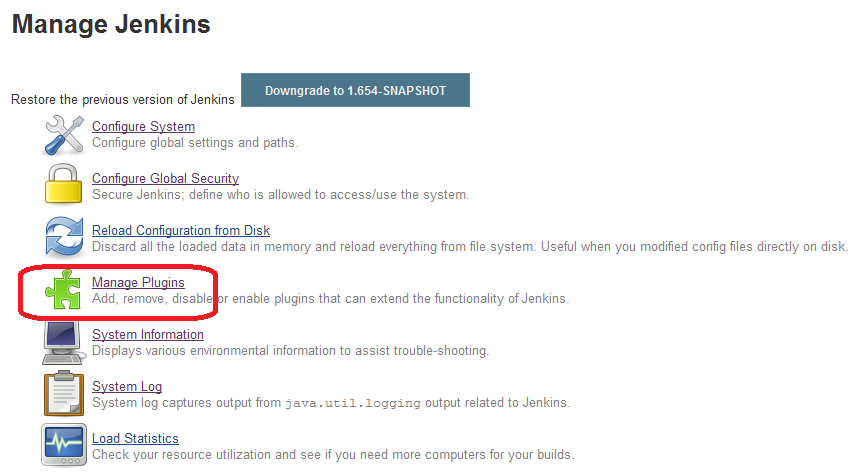 Manage Jenkins
Restore the previous version of Jenkins Downgrade to 1.654-SNAPSHOT
Configure System
Configure global settings and paths.
Configure Global Security
Secure Jenkins; define who is allowed to access/use the system.
Reload Configuration from Disk
Discard all the loaded data in memory and reload everything from file system. Useful when you modified config files directly on disk.
Manage Plugins
Add, remove, disable or enable plugins that can extend the functionality of Jenkins.
System Information
Displays various environmental information to assist trouble-shooting.
System Log
System log captures output from java.util.logging output related to Jenkins.
Load Statistics
Check your resource utilization and see if you need more computers for your builds.